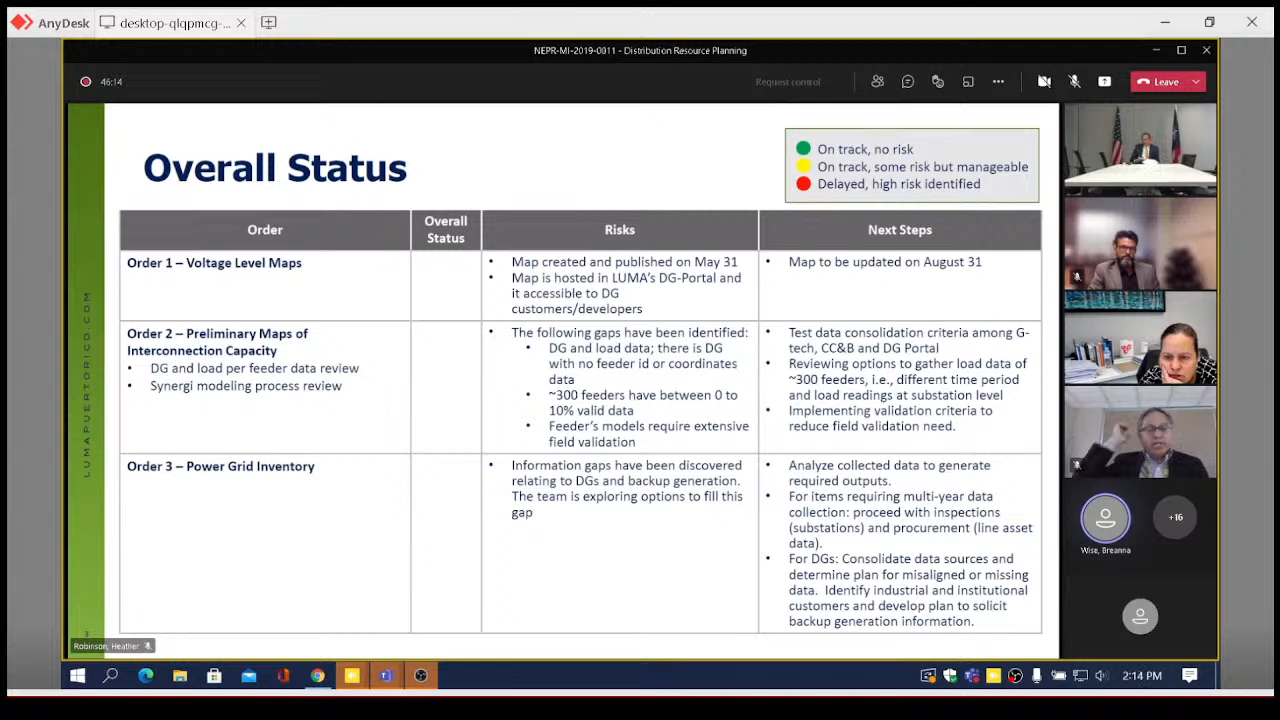 AnyDesk
desktop-qlqpmcg-...
NEPR-MI-2019-0011 - Distribution Resource Planning
46:14
Request control
Leave
Overall Status
On track, no risk
On track, some risk but manageable
Delayed, high risk identified
Order
Overall
Status
Risks
Next Steps
Order 1 – Voltage Level Maps
• Map created and published on May 31
• Map is hosted in LUMA's DG-Portal and
it accessible to DG
customers/developers
• Map to be updated on August 31
Order 2 – Preliminary Maps of
Interconnection Capacity
• DG and load per feeder data review
• Synergi modeling process review
• The following gaps have been identified:
• DG and load data; there is DG
with no feeder id or coordinates
data
• ~300 feeders have between 0 to
10% valid data
• Feeder's models require extensive
field validation
• Test data consolidation criteria among G-
tech, CC&B and DG Portal
• Reviewing options to gather load data of
~300 feeders, i.e., different time period
and load readings at substation level
• Implementing validation criteria to
reduce field validation need.
Order 3 – Power Grid Inventory
• Information gaps have been discovered
relating to DGs and backup generation.
The team is exploring options to fill this
gap
• Analyze collected data to generate
required outputs.
• For items requiring multi-year data
collection: proceed with inspections
(substations) and procurement (line asset
data).
• For DGs: Consolidate data sources and
determine plan for misaligned or missing
data. Identify industrial and institutional
customers and develop plan to solicit
backup generation information.
LUMAPUERTORICO.COM
3
Robinson, Heather
+16
Wise, Breanna
2:14 PM